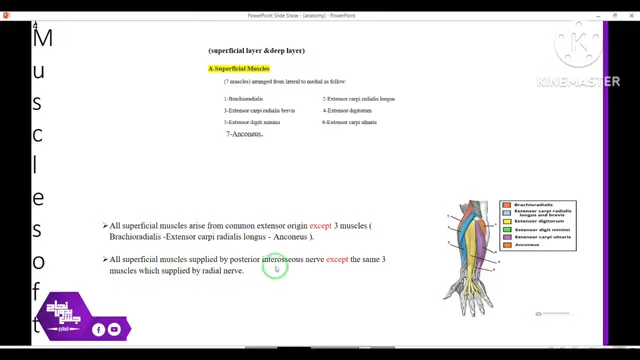 PowerPoint Slide Show - [anatomy] - PowerPoint
4
M
u
s
c
l
e
s
o
f
t
(superficial layer &deep layer)
A-Superficial Muscles
(7 muscles) arranged from lateral to medial as follow:
1-Brachioradialis 2-Extensor carpi radialis longus
3-Extensor carpi radialis brevis 4-Extensor digitorum
5-Extensor digiti minimi 6-Extensor carpi ulnaris
7-Anconeus.
KINEMASTER
➢ All superficial muscles arise from common extensor origin except 3 muscles (
Brachioradialis -Extensor carpi radialis longus - Anconeus ).
➢ All superficial muscles supplied by posterior interosseous nerve except the same 3
muscles which supplied by radial nerve.
Brachioradialis
Extensor carpi radialis
longus and brevis
Extensor digitorum
Extensor digit minimi
Extensor carpi ulnaris
Anconeus